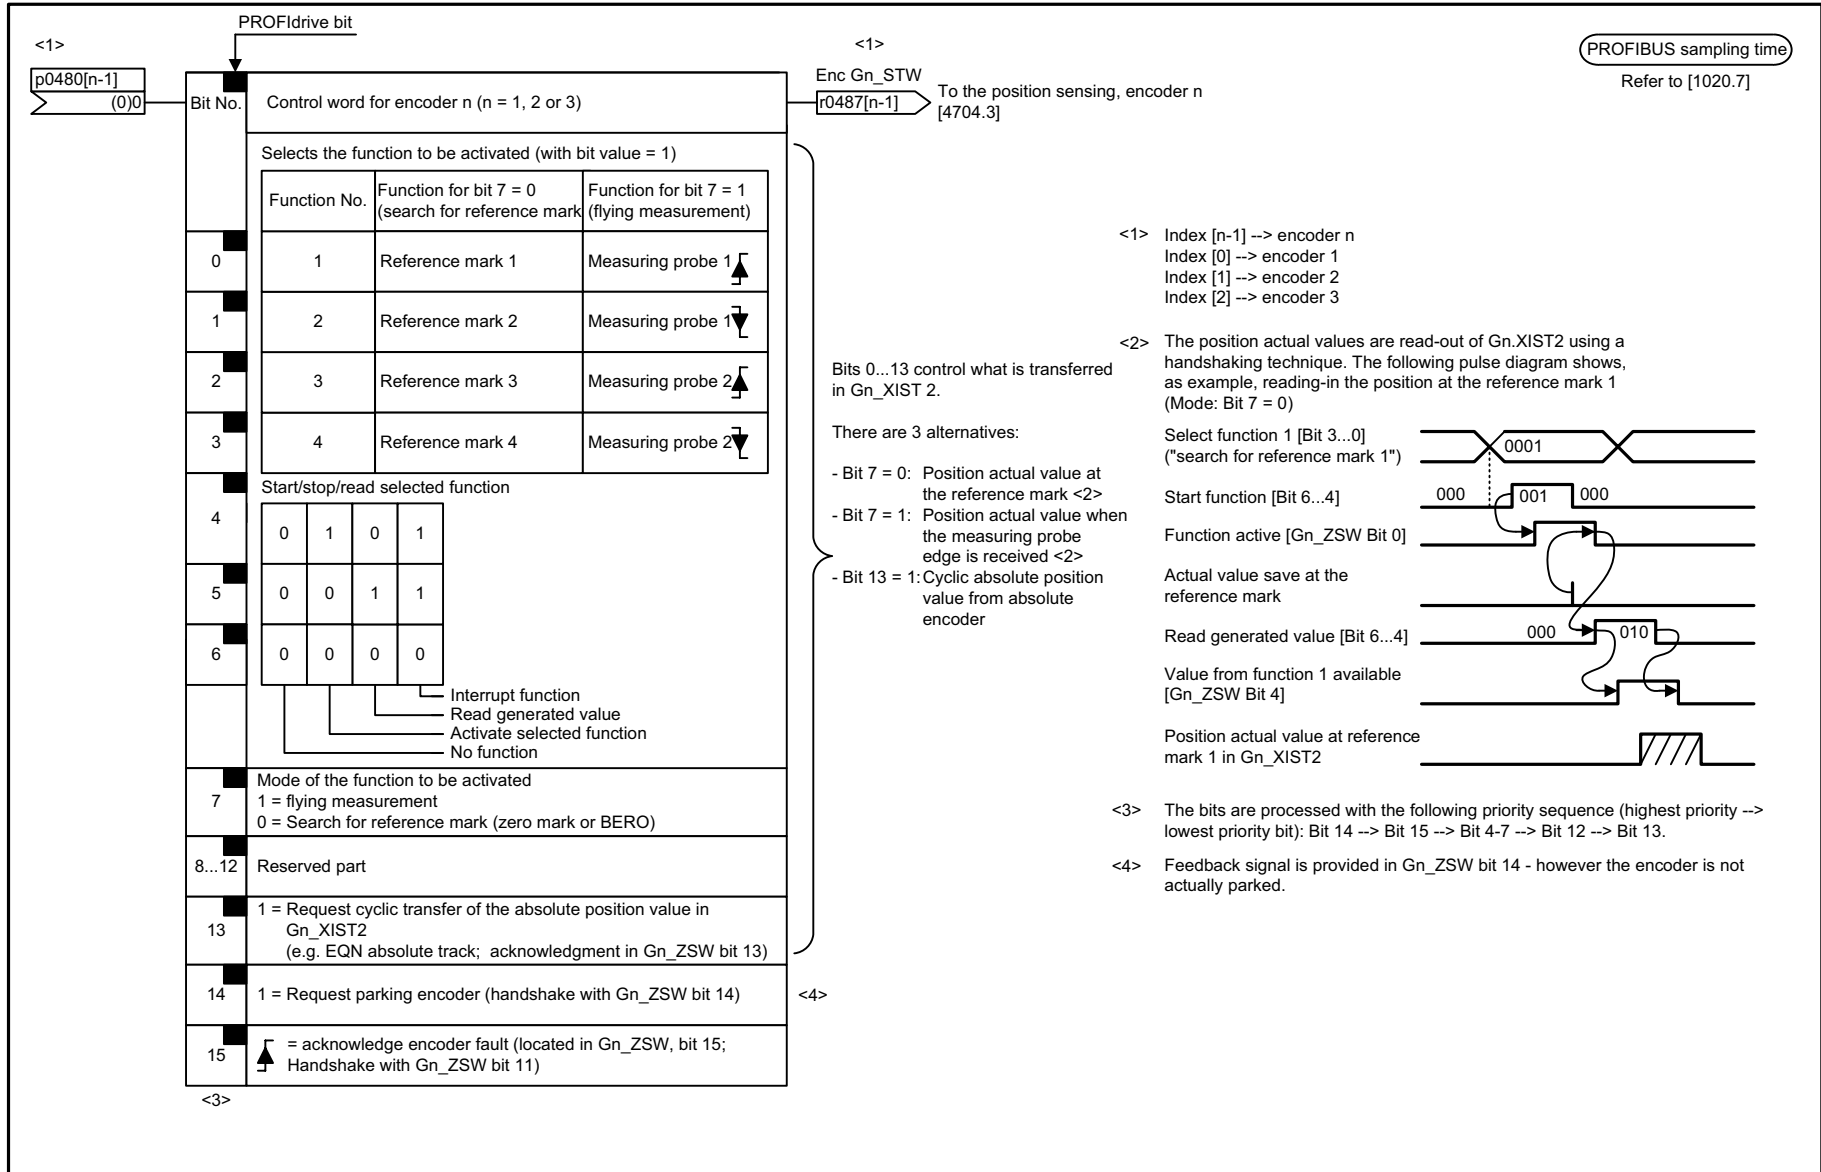 PROFIdrive bit
<1>
p0480[n-1]
(0)0
Bit No.
Control word for encoder n (n = 1, 2 or 3)
<1>
Enc Gn_STW
r0487[n-1]
To the position sensing, encoder n
[4704.3]
PROFIBUS sampling time
Refer to [1020.7]
Selects the function to be activated (with bit value = 1)
Function No.
Function for bit 7 = 0
(search for reference mark
Function for bit 7 = 1
(flying measurement)
0
1
Reference mark 1
Measuring probe 1
1
2
Reference mark 2
Measuring probe 1
2
3
Reference mark 3
Measuring probe 2
3
4
Reference mark 4
Measuring probe 2
Start/stop/read selected function
4
0 1 0 1
5
0 0 1 1
6
0 0 0 0
Interrupt function
Read generated value
Activate selected function
No function
7
Mode of the function to be activated
1 = flying measurement
0 = Search for reference mark (zero mark or BERO)
8...12
Reserved part
13
1 = Request cyclic transfer of the absolute position value in
Gn_XIST2
(e.g. EQN absolute track; acknowledgment in Gn_ZSW bit 13)
14
1 = Request parking encoder (handshake with Gn_ZSW bit 14)
<4>
15
= acknowledge encoder fault (located in Gn_ZSW, bit 15;
Handshake with Gn_ZSW bit 11)
<3>
Bits 0...13 control what is transferred
in Gn_XIST 2.
There are 3 alternatives:
- Bit 7 = 0: Position actual value at
the reference mark <2>
- Bit 7 = 1: Position actual value when
the measuring probe
edge is received <2>
- Bit 13 = 1: Cyclic absolute position
value from absolute
encoder
<1> Index [n-1] --> encoder n
Index [0] --> encoder 1
Index [1] --> encoder 2
Index [2] --> encoder 3
<2> The position actual values are read-out of Gn.XIST2 using a
handshaking technique. The following pulse diagram shows,
as example, reading-in the position at the reference mark 1
(Mode: Bit 7 = 0)
Select function 1 [Bit 3...0]
("search for reference mark 1")
0001
Start function [Bit 6...4]
000 001 000
Function active [Gn_ZSW Bit 0]
Actual value save at the
reference mark
Read generated value [Bit 6...4]
000 010
Value from function 1 available
[Gn_ZSW Bit 4]
Position actual value at reference
mark 1 in Gn_XIST2
<3> The bits are processed with the following priority sequence (highest priority -->
lowest priority bit): Bit 14 --> Bit 15 --> Bit 4-7 --> Bit 12 --> Bit 13.
<4> Feedback signal is provided in Gn_ZSW bit 14 - however the encoder is not
actually parked.